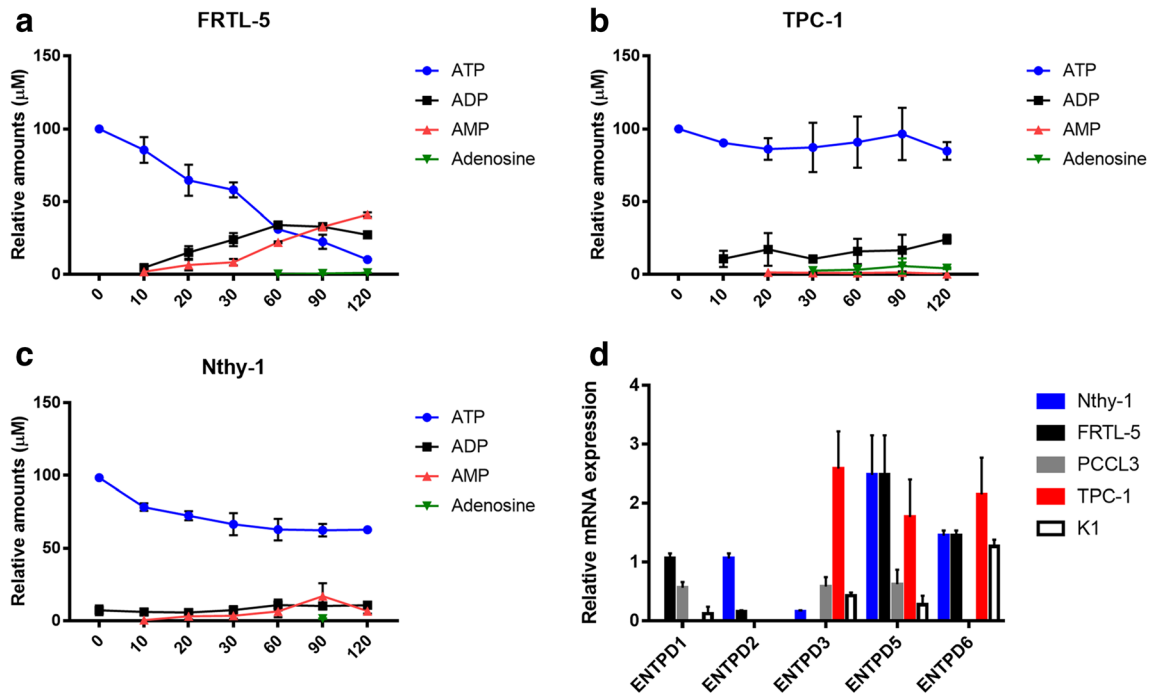 a
FRTL-5
Relative amounts (μM)
150
100
50
0
0
10
20
30
60
90
120
ATP
ADP
AMP
Adenosine
b
TPC-1
Relative amounts (μM)
150
100
50
0
0
10
20
30
60
90
120
ATP
ADP
AMP
Adenosine
c
Nthy-1
Relative amounts (μM)
150
100
50
0
0
10
20
30
60
90
120
ATP
ADP
AMP
Adenosine
d
Relative mRNA expression
4
3
2
1
0
ENTPD1
ENTPD2
ENTPD3
ENTPD5
ENTPD6
Nthy-1
FRTL-5
PCCL3
TPC-1
K1